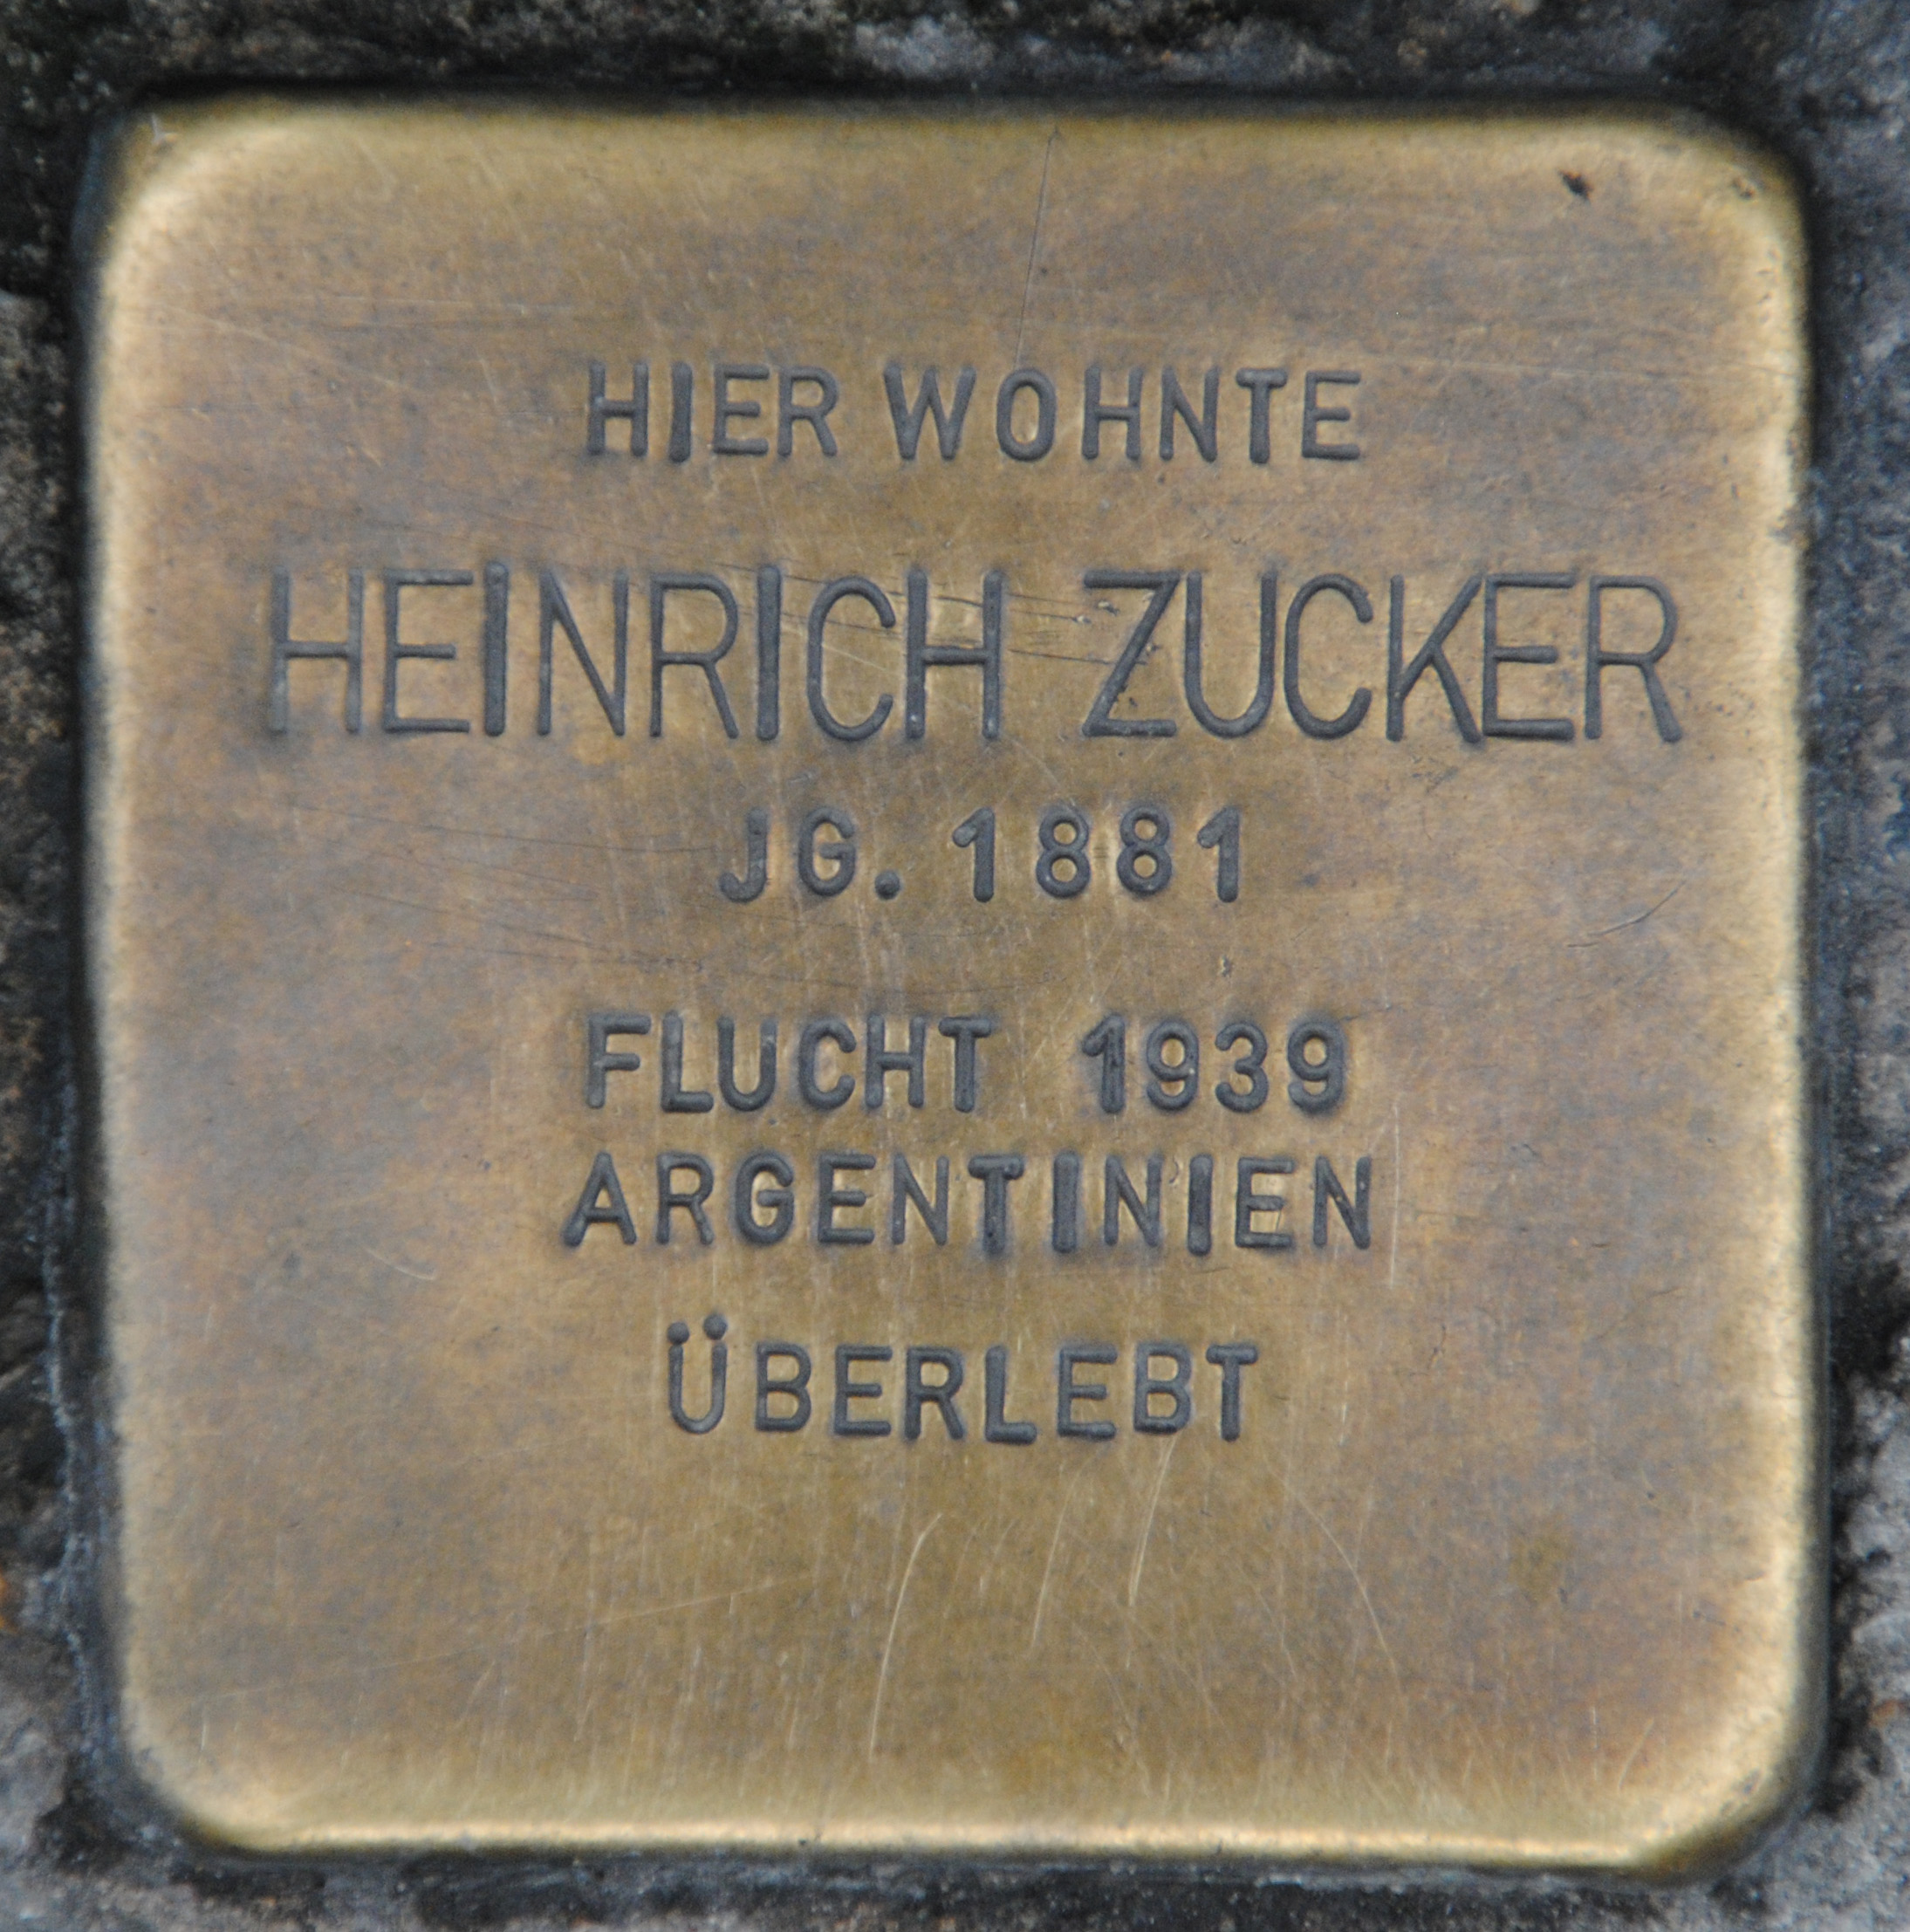 HIER WOHNTE
HEINRICH ZUCKER
JG. 1881
FLUCHT 1939
ARGENTINIEN
ÜBERLEBT